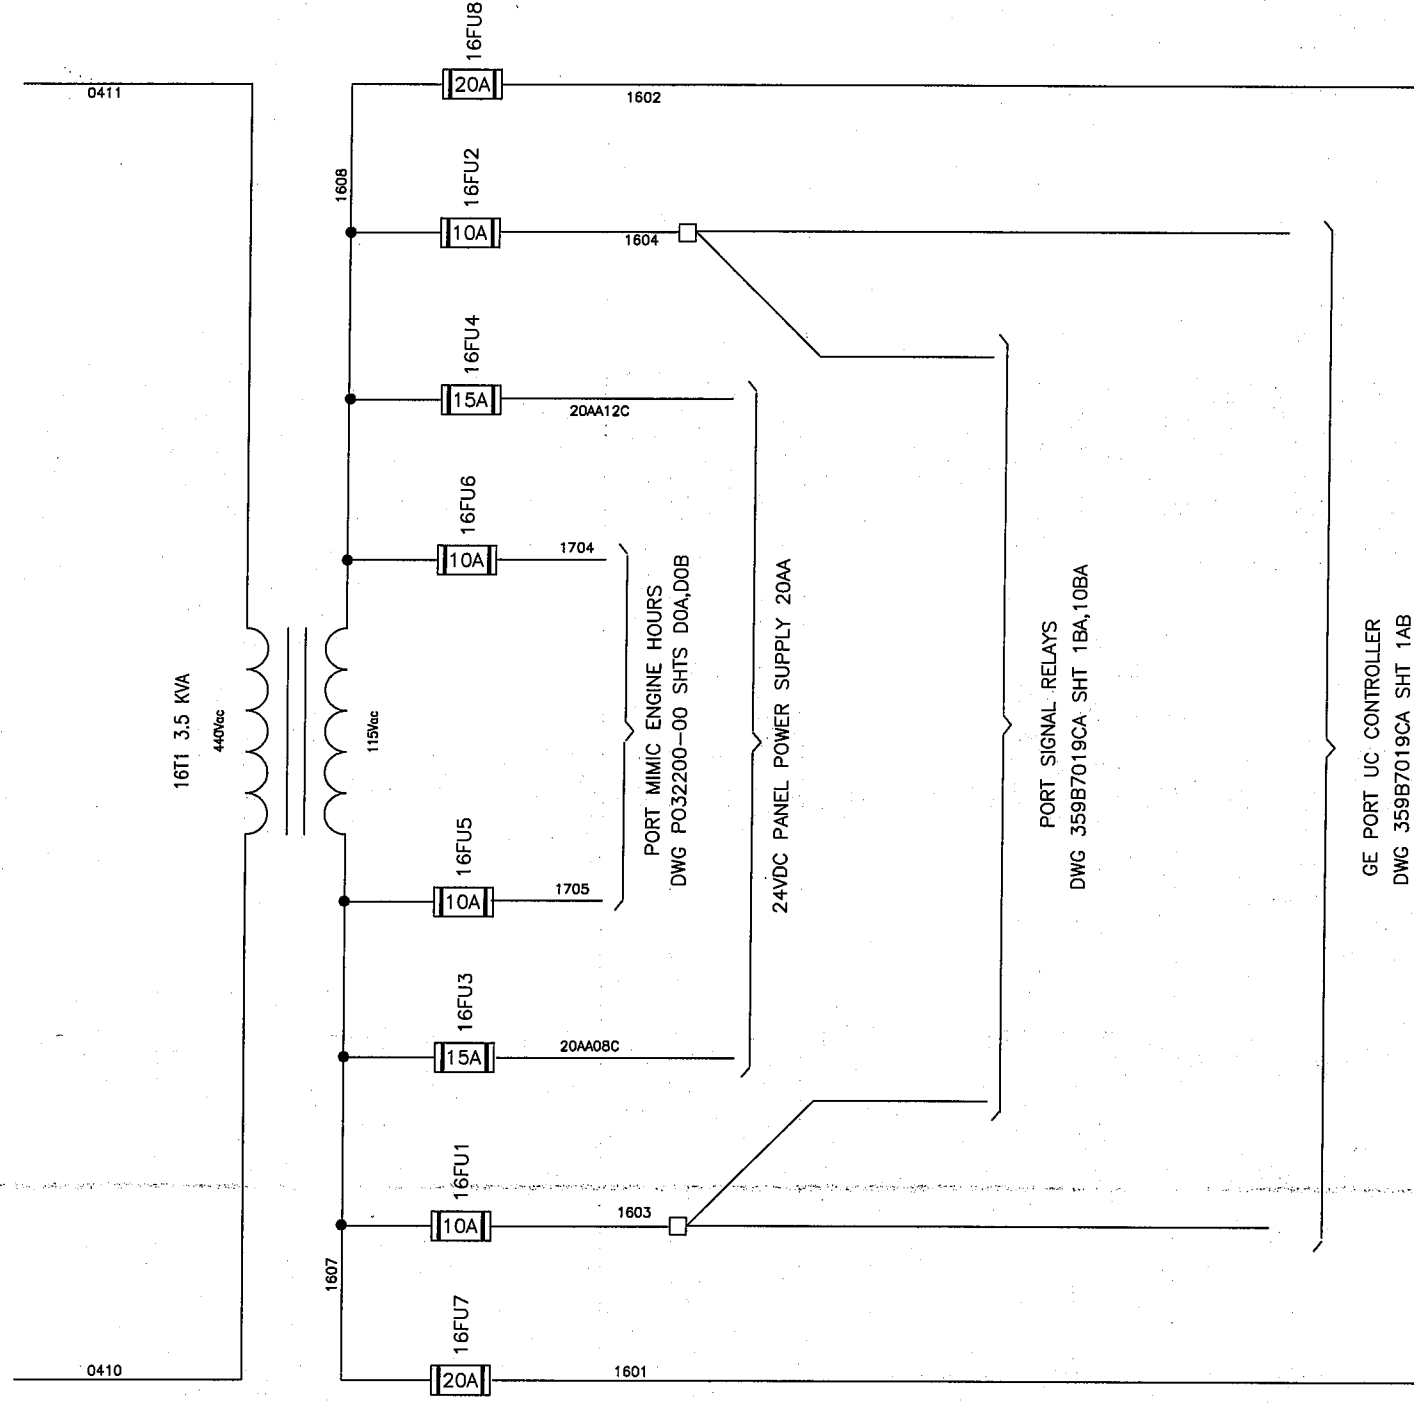 16FU8
20A
0411
1602
1608
16FU2
10A
1604
16FU4
15A
20AA12C
16FU6
10A
1704
16T1 3.5 KVA
440Vac
115Vac
PORT MIMIC ENGINE HOURS
DWG PO32200-00 SHTS D0A,D0B
24VDC PANEL POWER SUPPLY 20AA
PORT SIGNAL RELAYS
DWG 359B7019CA SHT 1BA,10BA
GE PORT UC CONTROLLER
DWG 359B7019CA SHT 1AB
16FU5
10A
1705
16FU3
15A
20AA08C
16FU1
10A
1603
1607
16FU7
20A
0410
1601